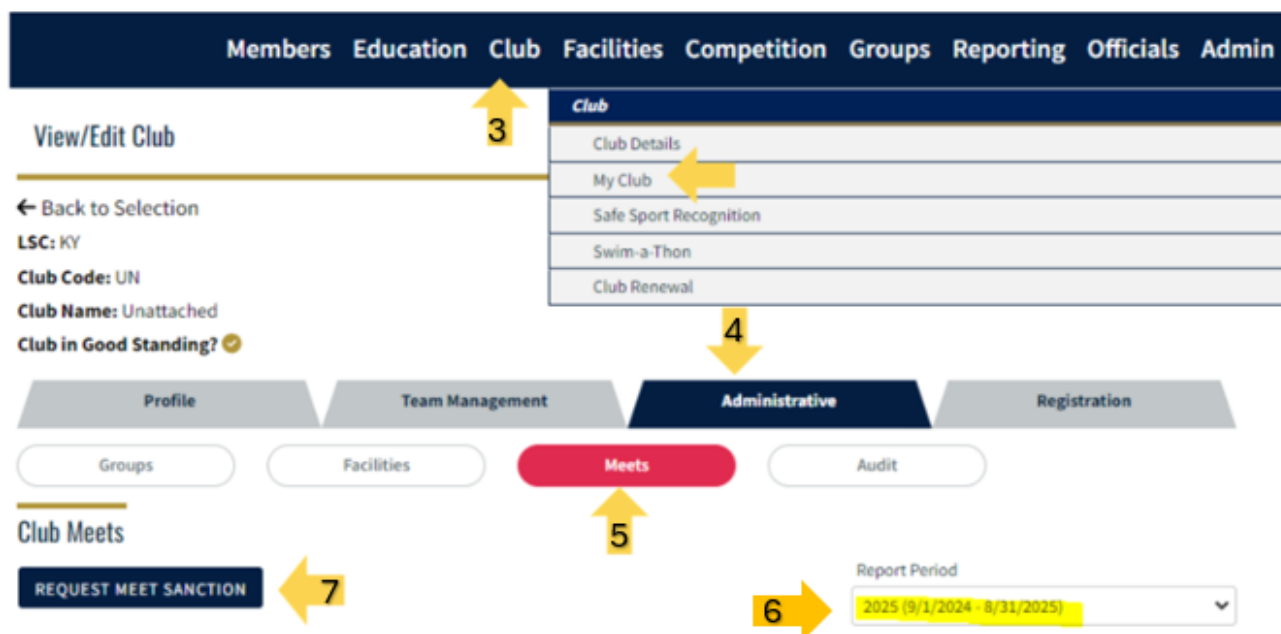 Members Education Club Facilities Competition Groups Reporting Officials Admin
3
Club
View/Edit Club
Club Details
My Club
← Back to Selection
Safe Sport Recognition
LSC: KY
Swim-a-Thon
Club Code: UN
Club Renewal
Club Name: Unattached
4
Club in Good Standing?
Profile Team Management Administrative Registration
Groups Facilities Meets Audit
5
Club Meets
Report Period
REQUEST MEET SANCTION 7
6 2025 (9/1/2024 - 8/31/2025)